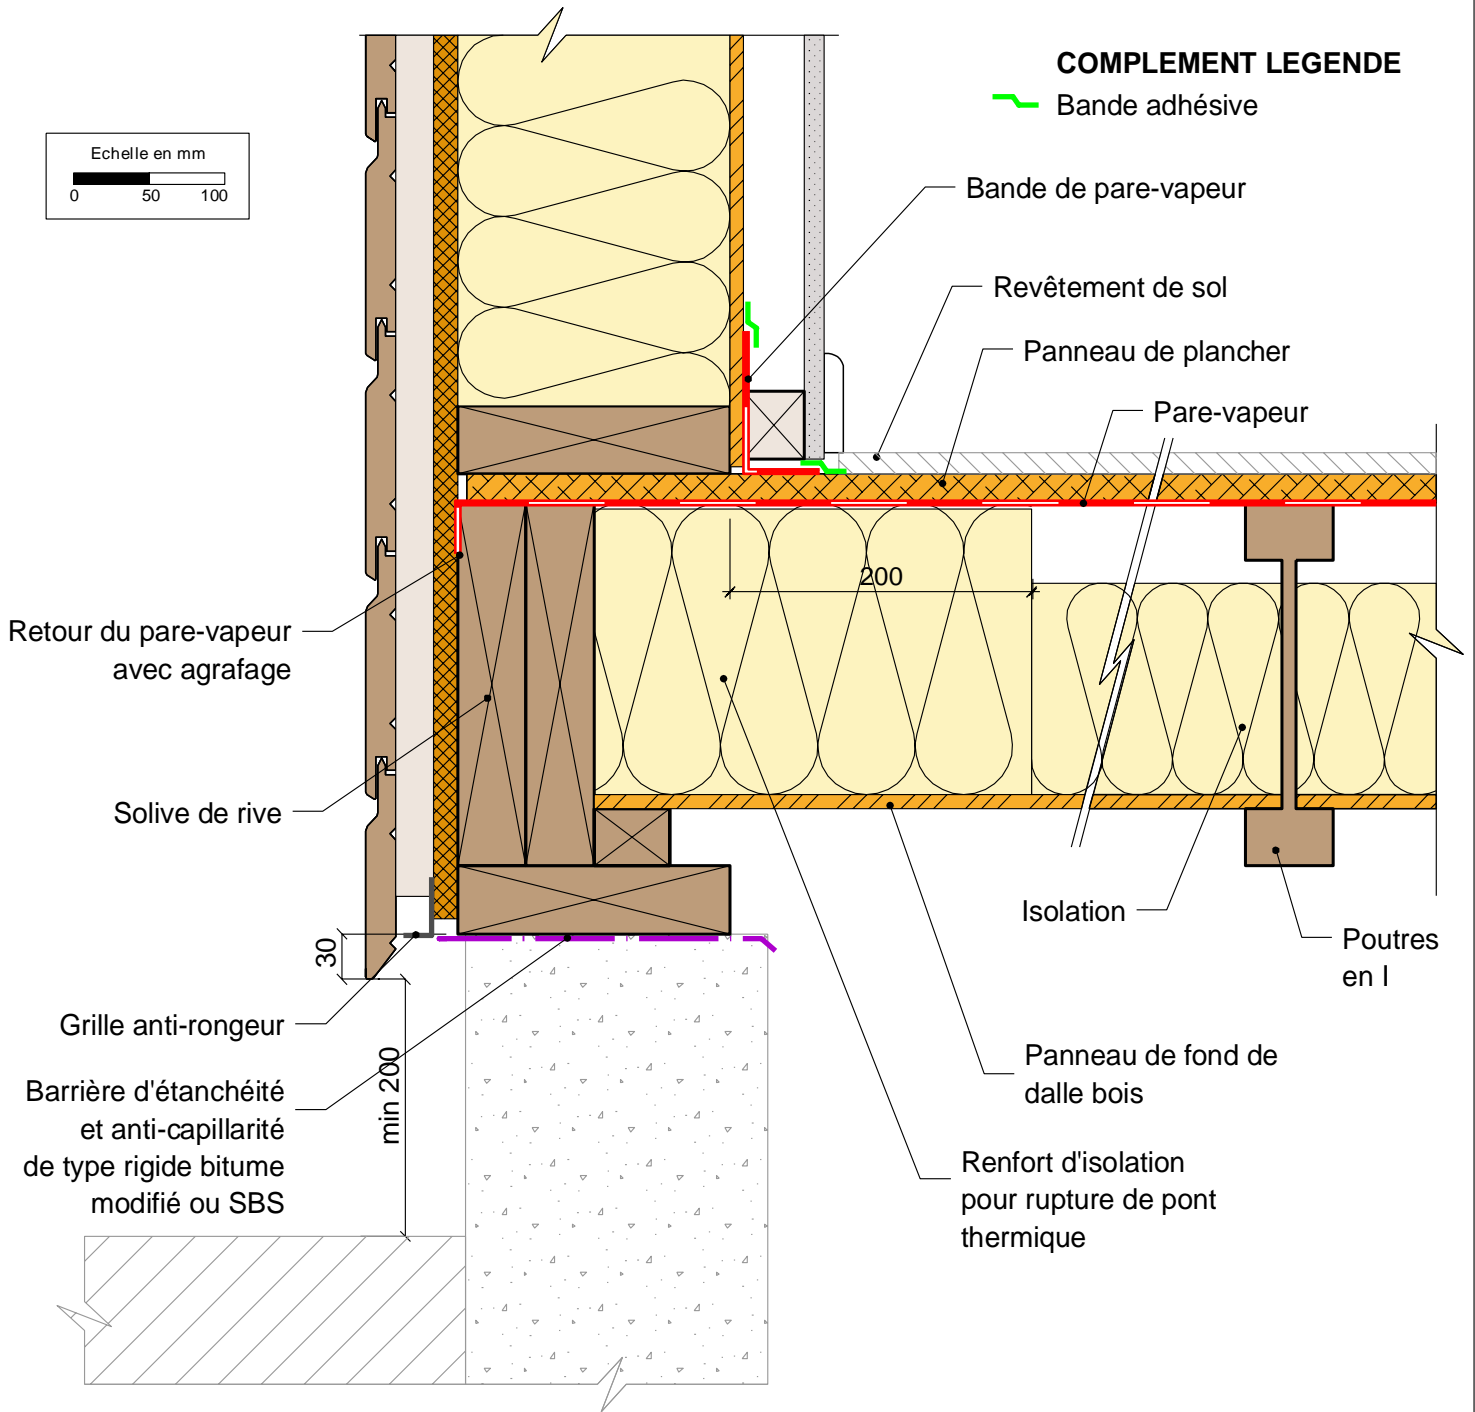 COMPLEMENT LEGENDE
Bande adhésive
Echelle en mm
0 50 100
Bande de pare-vapeur
Revêtement de sol
Panneau de plancher
Pare-vapeur
200
Retour du pare-vapeur
avec agrafage
Solive de rive
Isolation
Poutres
en I
30
Grille anti-rongeur
min 200
Barrière d'étanchéité
et anti-capillarité
de type rigide bitume
modifié ou SBS
Panneau de fond de
dalle bois
Renfort d'isolation
pour rupture de pont
thermique